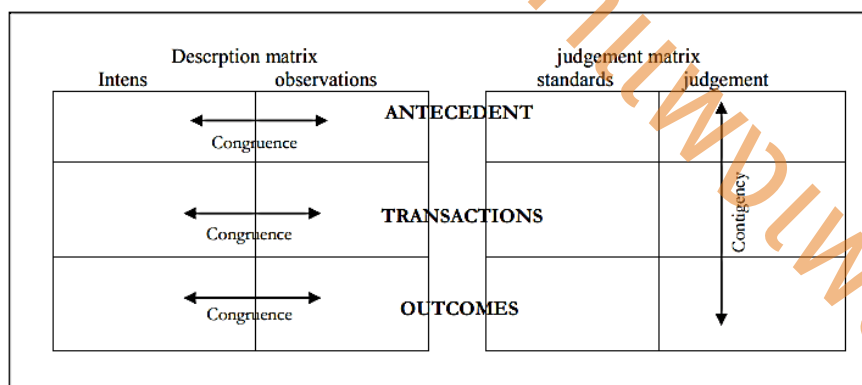 Descrption matrix judgement matrix
Intens observations standards judgement
ANTECEDENT
Congruence
Contigency
TRANSACTIONS
Congruence
OUTCOMES
Congruence